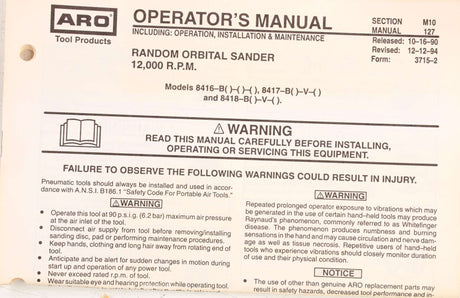 ARO
Tool Products
OPERATOR'S MANUAL
INCLUDING: OPERATION, INSTALLATION & MAINTENANCE
SECTION M10
MANUAL 127
Released: 10-16-90
Revised: 12-12-94
Form: 3715-2
RANDOM ORBITAL SANDER
12,000 R.P.M.
Models 8416-B( )-( )-( ), 8417-B( )-V-( )
and 8418-B( )-V-( ).
WARNING
READ THIS MANUAL CAREFULLY BEFORE INSTALLING,
OPERATING OR SERVICING THIS EQUIPMENT.
FAILURE TO OBSERVE THE FOLLOWING WARNINGS COULD RESULT IN INJURY.
Pneumatic tools should always be installed and used in accor-
dance with A.N.S.I. B186.1 "Safety Code For Portable Air Tools."
WARNING
• Operate this tool at 90 p.s.i.g. (6.2 bar) maximum air pressure
at the air inlet of the tool.
• Disconnect air supply from tool before removing/installing
sanding disc, pad or performing maintenance procedures.
• Keep hands, clothing and long hair away from rotating end of
tool.
• Anticipate and be alert for sudden changes in motion during
start up and operation of any power tool.
• Never exceed rated r.p.m. of tool.
• Wear suitable eye and hearing protection while operating tool.
WARNING
Repeated prolonged operator exposure to vibrations which may
be generated in the use of certain hand-held tools may produce
Raynaud's phenomenon, commonly referred to as Whitefinger
disease. The phenomenon produces numbness and burning
sensations in the hand and may cause circulation and nerve dam-
age as well as tissue necrosis. Repetitive users of hand-held
tools who experience vibrations should closely monitor duration
of use and their physical condition.
NOTICE
• The use of other than genuine ARO replacement parts may
result in safety hazards, decreased tool performance and